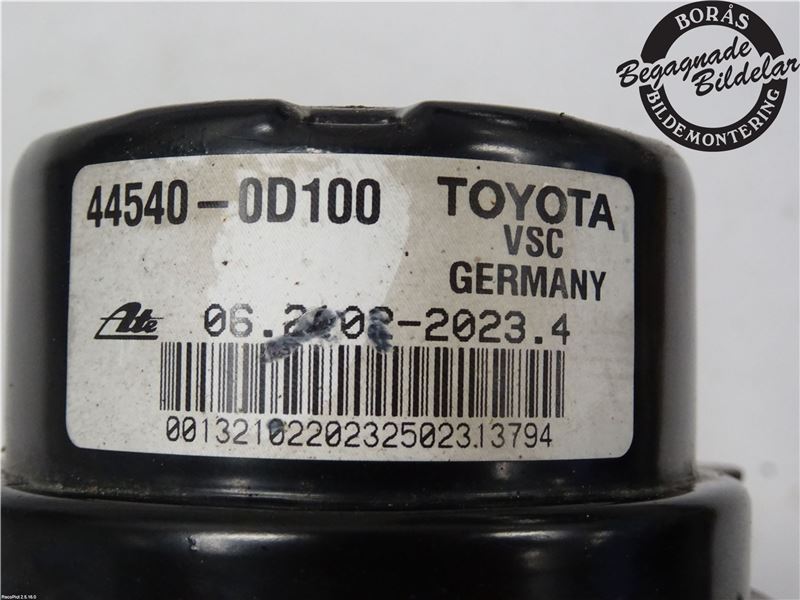 BORÅS
Begagnade
Bildelar
BILDEMONTERING
44540-0D100
TOYOTA
VSC
GERMANY
Ate
00132102202325023.13794